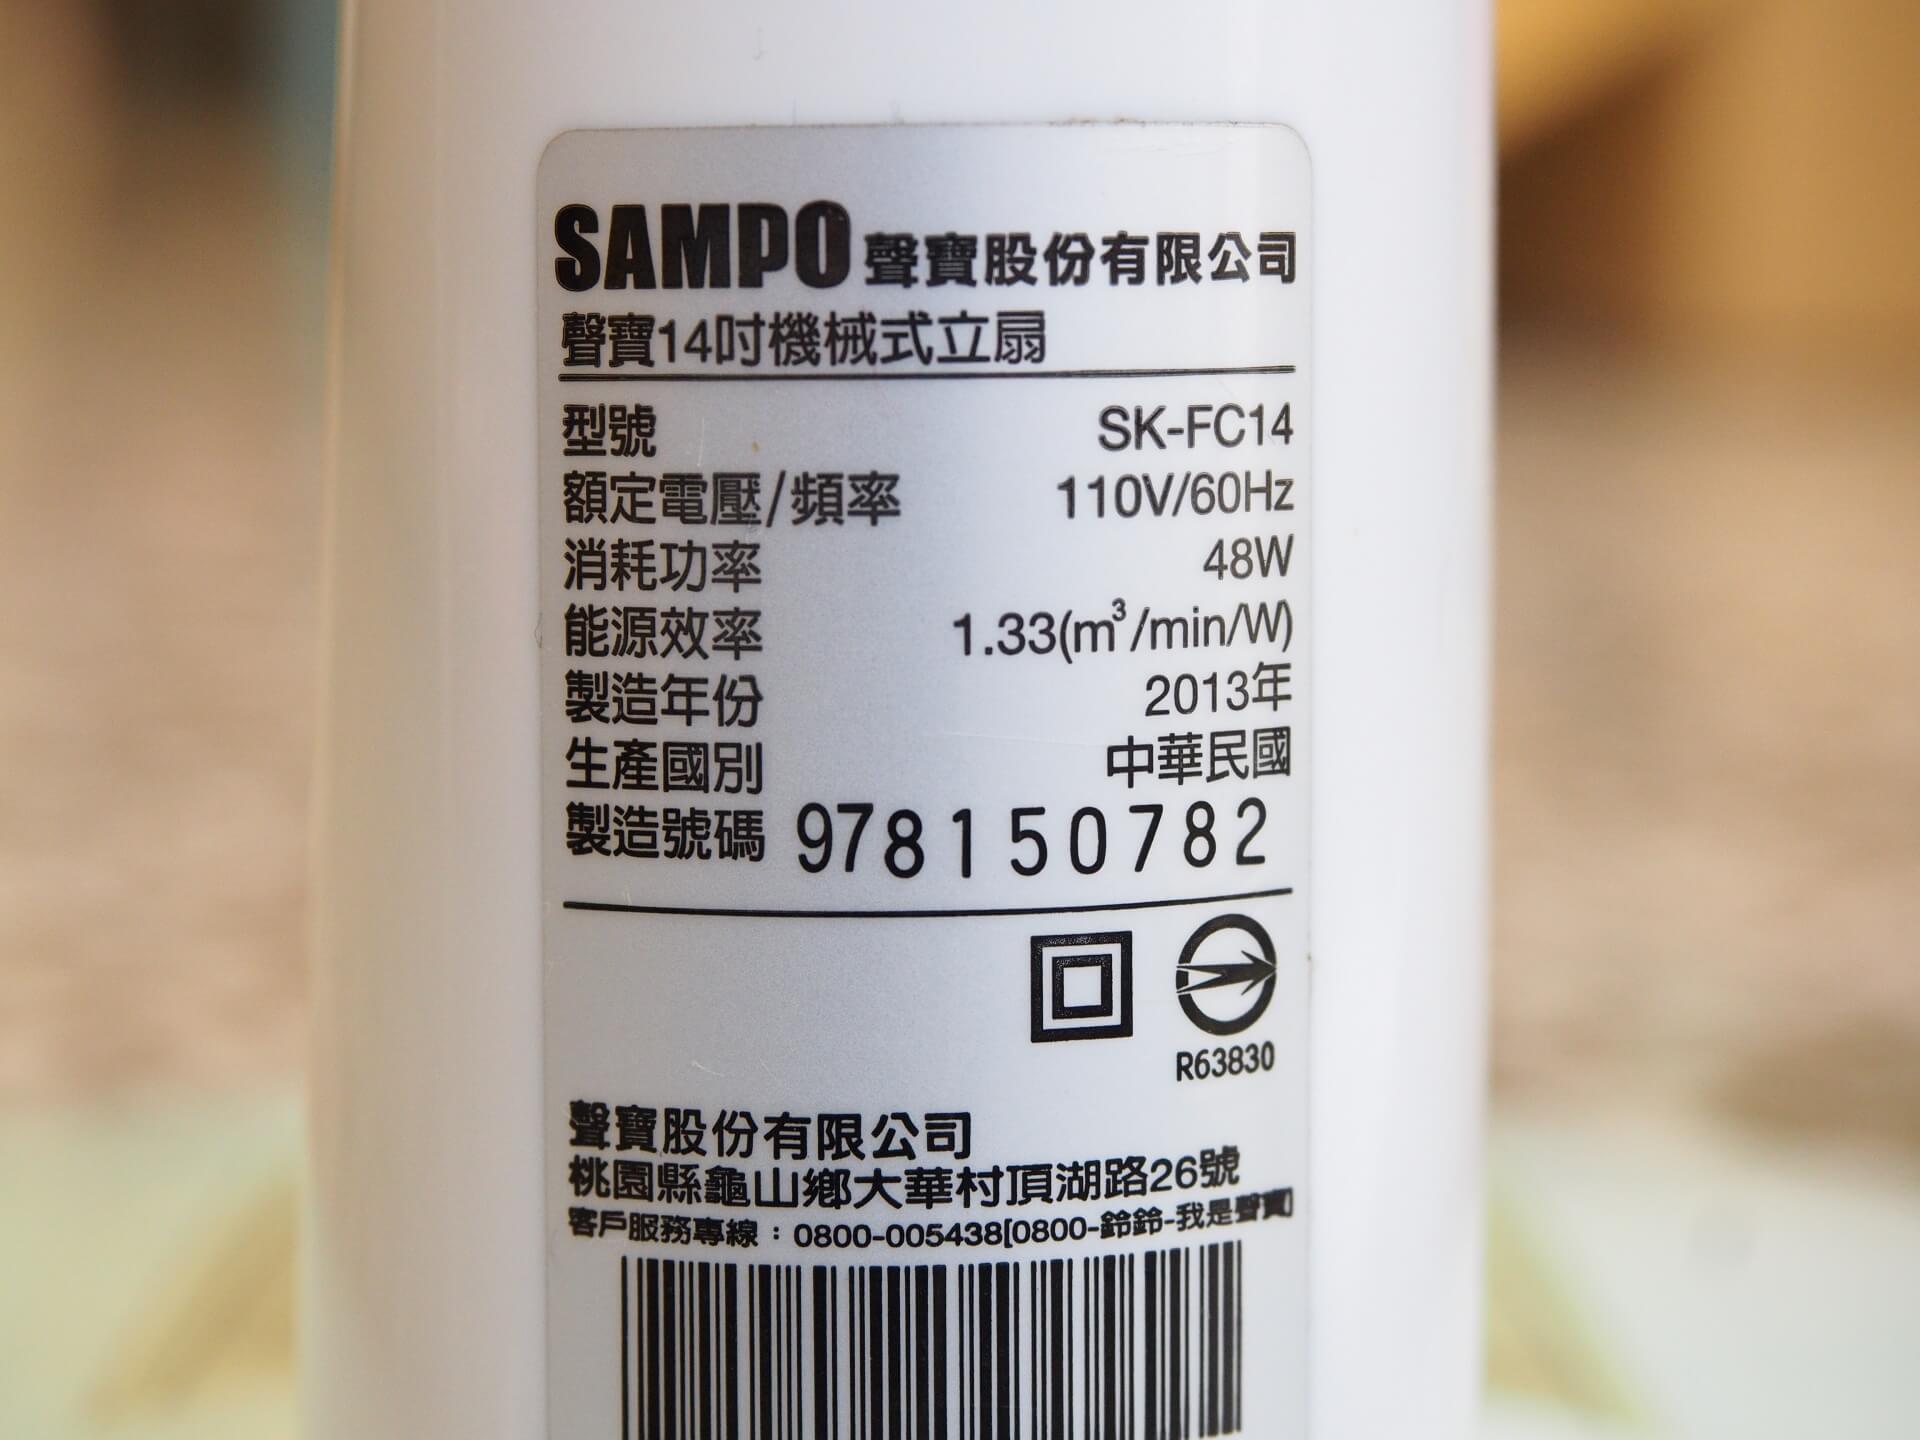 SAMPO 聲寶股份有限公司
聲寶14吋機械式立扇
型號 SK-FC14
額定電壓/頻率 110V/60Hz
消耗功率 48W
能源效率 1.33(m³/min/W)
製造年份 2013年
生產國別 中華民國
製造號碼 978150782
R63830
聲寶股份有限公司
桃園縣龜山鄉大華村頂湖路26號
客戶服務專線：0800-005438[0800-鈴鈴-我是聲寶]